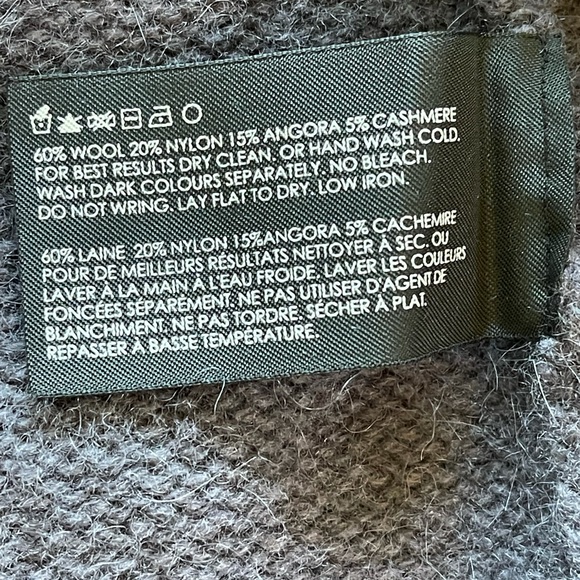 60% WOOL 20% NYLON 15% ANGORA 5% CASHMERE
FOR BEST RESULTS DRY CLEAN. OR HAND WASH COLD.
WASH DARK COLOURS SEPARATELY. NO BLEACH.
DO NOT WRING. LAY FLAT TO DRY. LOW IRON.
60% LAINE 20% NYLON 15%ANGORA 5% CACHEMIRE
POUR DE MEILLEURS RÉSULTATS NETTOYER À SEC. OU
LAVER À LA MAIN À L'EAU FROIDE, LAVER LES COULEURS
FONCÉES SÉPAREMENT. NE PAS UTILISER D'AGENT DE
BLANCHIMENT. NE PAS TORDRE. SÉCHER À PLAT.
REPASSER À BASSE TEMPÉRATURE.